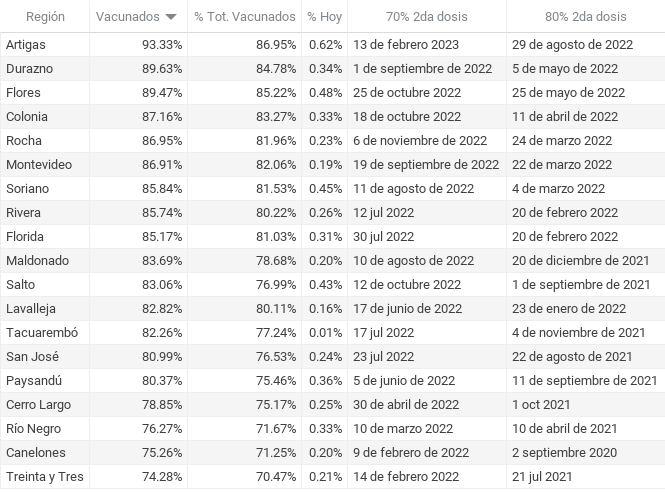 Región Vacunados % Tot. Vacunados % Hoy 70% 2da dosis 80% 2da dosis
Artigas 93.33% 86.95% 0.62% 13 de febrero 2023 29 de agosto de 2022
Durazno 89.63% 84.78% 0.34% 1 de septiembre de 2022 5 de mayo de 2022
Flores 89.47% 85.22% 0.48% 25 de octubre 2022 25 de mayo de 2022
Colonia 87.16% 83.27% 0.33% 18 de octubre 2022 11 de abril de 2022
Rocha 86.95% 81.96% 0.23% 6 de noviembre de 2022 24 de marzo 2022
Montevideo 86.91% 82.06% 0.19% 19 de septiembre de 2022 22 de marzo 2022
Soriano 85.84% 81.53% 0.45% 11 de agosto de 2022 4 de marzo 2022
Rivera 85.74% 80.22% 0.26% 12 jul 2022 20 de febrero 2022
Florida 85.17% 81.03% 0.31% 30 jul 2022 20 de febrero 2022
Maldonado 83.69% 78.68% 0.20% 10 de agosto de 2022 20 de diciembre de 2021
Salto 83.06% 76.99% 0.43% 12 de octubre 2022 1 de septiembre de 2021
Lavalleja 82.82% 80.11% 0.16% 17 de junio de 2022 23 de enero de 2022
Tacuarembó 82.26% 77.24% 0.01% 17 jul 2022 4 de noviembre de 2021
San José 80.99% 76.53% 0.24% 23 jul 2022 22 de agosto de 2021
Paysandú 80.37% 75.46% 0.36% 5 de junio de 2022 11 de septiembre de 2021
Cerro Largo 78.85% 75.17% 0.25% 30 de abril de 2022 1 oct 2021
Río Negro 76.27% 71.67% 0.33% 10 de marzo 2022 10 de abril de 2021
Canelones 75.26% 71.25% 0.20% 9 de febrero de 2022 2 septiembre 2020
Treinta y Tres 74.28% 70.47% 0.21% 14 de febrero 2022 21 jul 2021